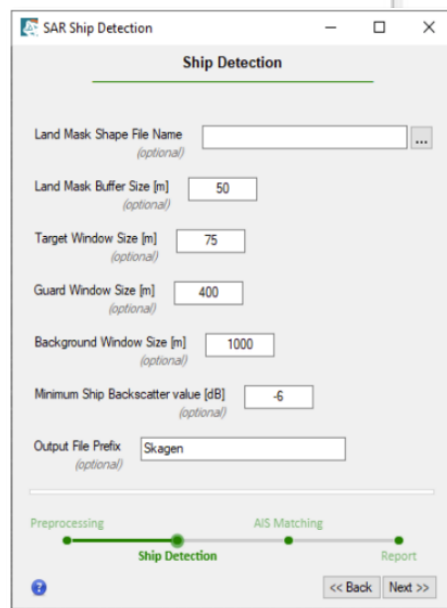 SAR Ship Detection
Ship Detection
Land Mask Shape File Name
(optional)
...
Land Mask Buffer Size [m] 50
(optional)
Target Window Size [m] 75
(optional)
Guard Window Size [m] 400
(optional)
Background Window Size [m] 1000
(optional)
Minimum Ship Backscatter value [dB] -6
(optional)
Output File Prefix Skagen
(optional)
Preprocessing AIS Matching
Ship Detection Report
? << Back Next >>